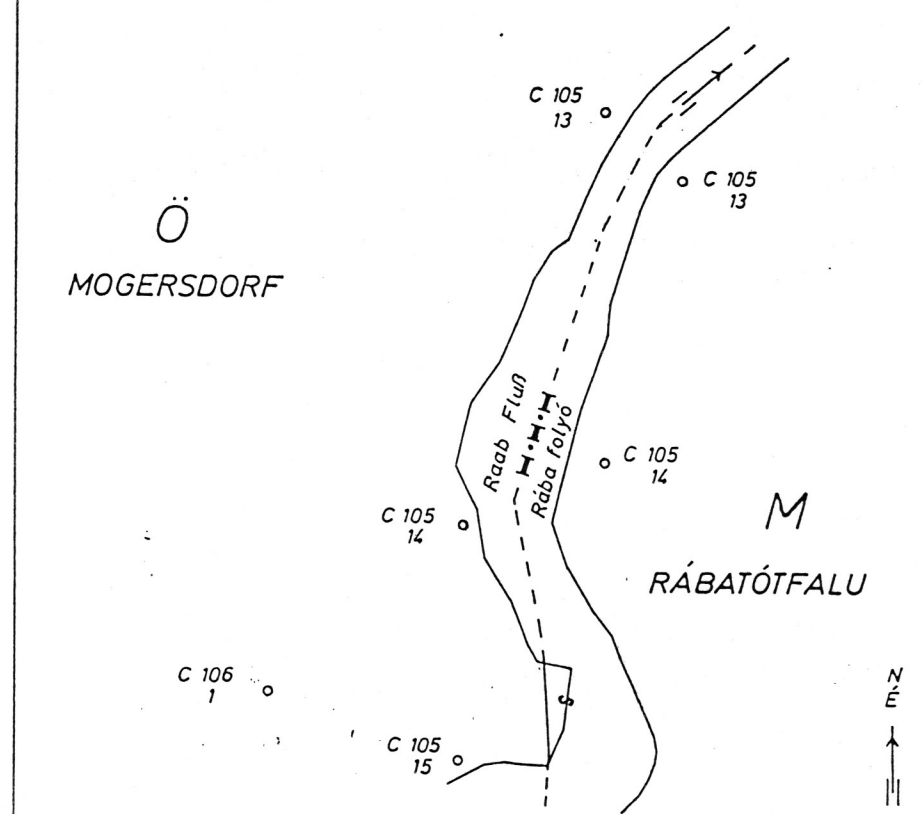 C 105
13
C 105
13
Ö
MOGERSDORF
Raab Fluß
Rába folyó
C 105
14
C 105
14
M
RÁBATÓTFALU
C 106
1
S
C 105
15
N
É